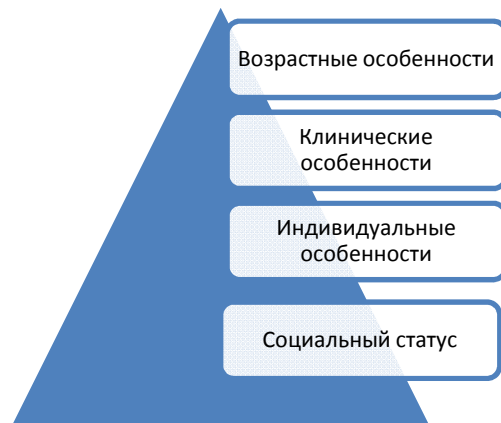 Возрастные особенности
Клинические
особенности
Индивидуальные
особенности
Социальный статус